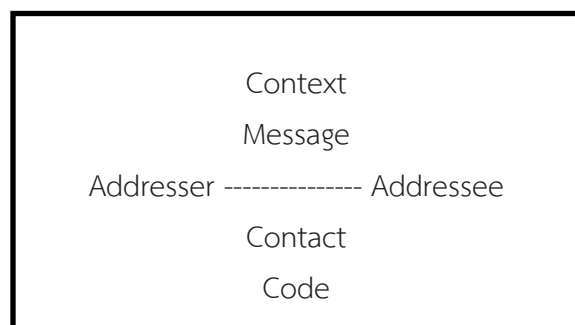 Context
Message
Addresser --------------- Addressee
Contact
Code